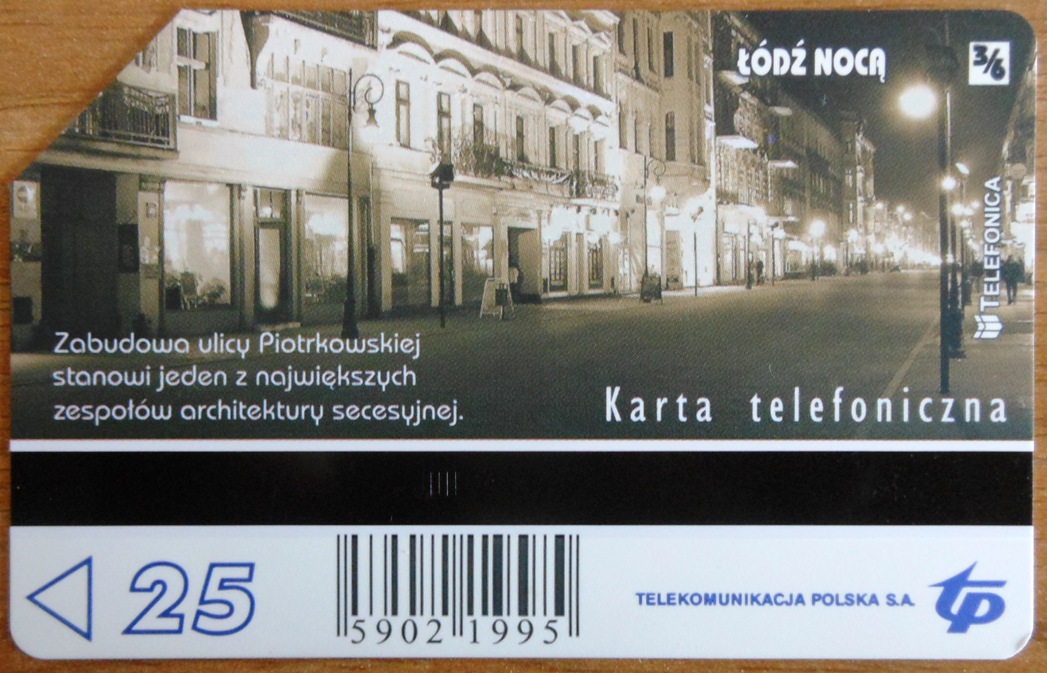 ŁÓDŹ NOCĄ
3/6
TELEFONICA
Zabudowa ulicy Piotrkowskiej
stanowi jeden z największych
zespołów architektury secesyjnej.
Karta telefoniczna
25
5902 1995
TELEKOMUNIKACJA POLSKA S.A.
tp